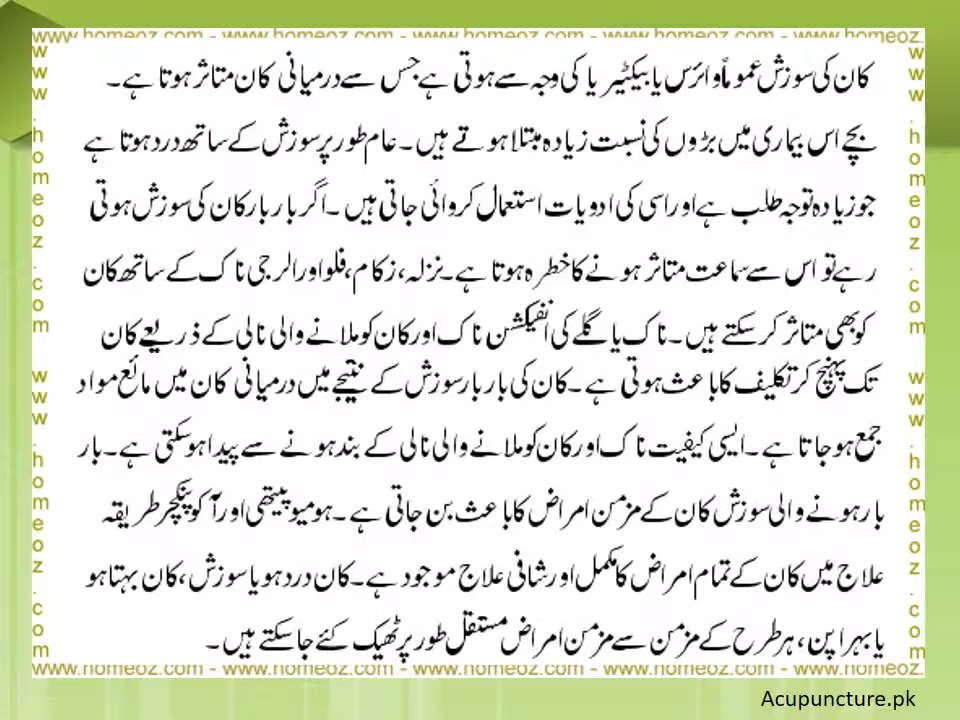 www.homeoz.com - www.homeoz.com - www.homeoz.com - www.homeoz.com - www.homeoz.
کان کی سوزش عموماً وائرس یا بیکٹیریا کی وجہ سے ہوتی ہے جس سے درمیانی کان متاثر ہوتا ہے۔
بچے اس بیماری میں بڑوں کی نسبت زیادہ مبتلا ہوتے ہیں۔ عام طور پر سوزش کے ساتھ درد ہوتا ہے
جو زیادہ توجہ طلب ہے اور اسی کی ادویات استعمال کروائی جاتی ہیں۔ اگر بار بار کان کی سوزش ہوتی
رہے تو اس سے سماعت متاثر ہونے کا خطرہ ہوتا ہے۔ نزلہ، زکام، فلو اور الرجی ناک کے ساتھ کان
کو بھی متاثر کر سکتے ہیں۔ ناک یا گلے کی انفیکشن ناک اور کان کو ملانے والی نالی کے ذریعے کان
تک پہنچ کر تکلیف کا باعث ہوتی ہے۔ کان کی بار بار سوزش کے نتیجے میں درمیانی کان میں مائع مواد
جمع ہو جاتا ہے۔ ایسی کیفیت ناک اور کان کو ملانے والی نالی کے بند ہونے سے پیدا ہو سکتی ہے۔ بار
بار ہونے والی سوزش کان کے مزمن امراض کا باعث بن جاتی ہے۔ ہومیوپیتھی اور آکوپنکچر طریقہ
علاج میں کان کے تمام امراض کا مکمل اور شافی علاج موجود ہے۔ کان درد ہو یا سوزش، کان بہتا ہو
یا بہرا پن، ہر طرح کے مزمن سے مزمن امراض مستقل طور پر ٹھیک کئے جا سکتے ہیں۔
www.homeoz.com - www.homeoz.com - www.homeoz.com - www.homeoz.com - www.homeoz.
www.homeoz.com www.homeoz.com
www.homeoz.com www.homeoz.com
Acupuncture.pk